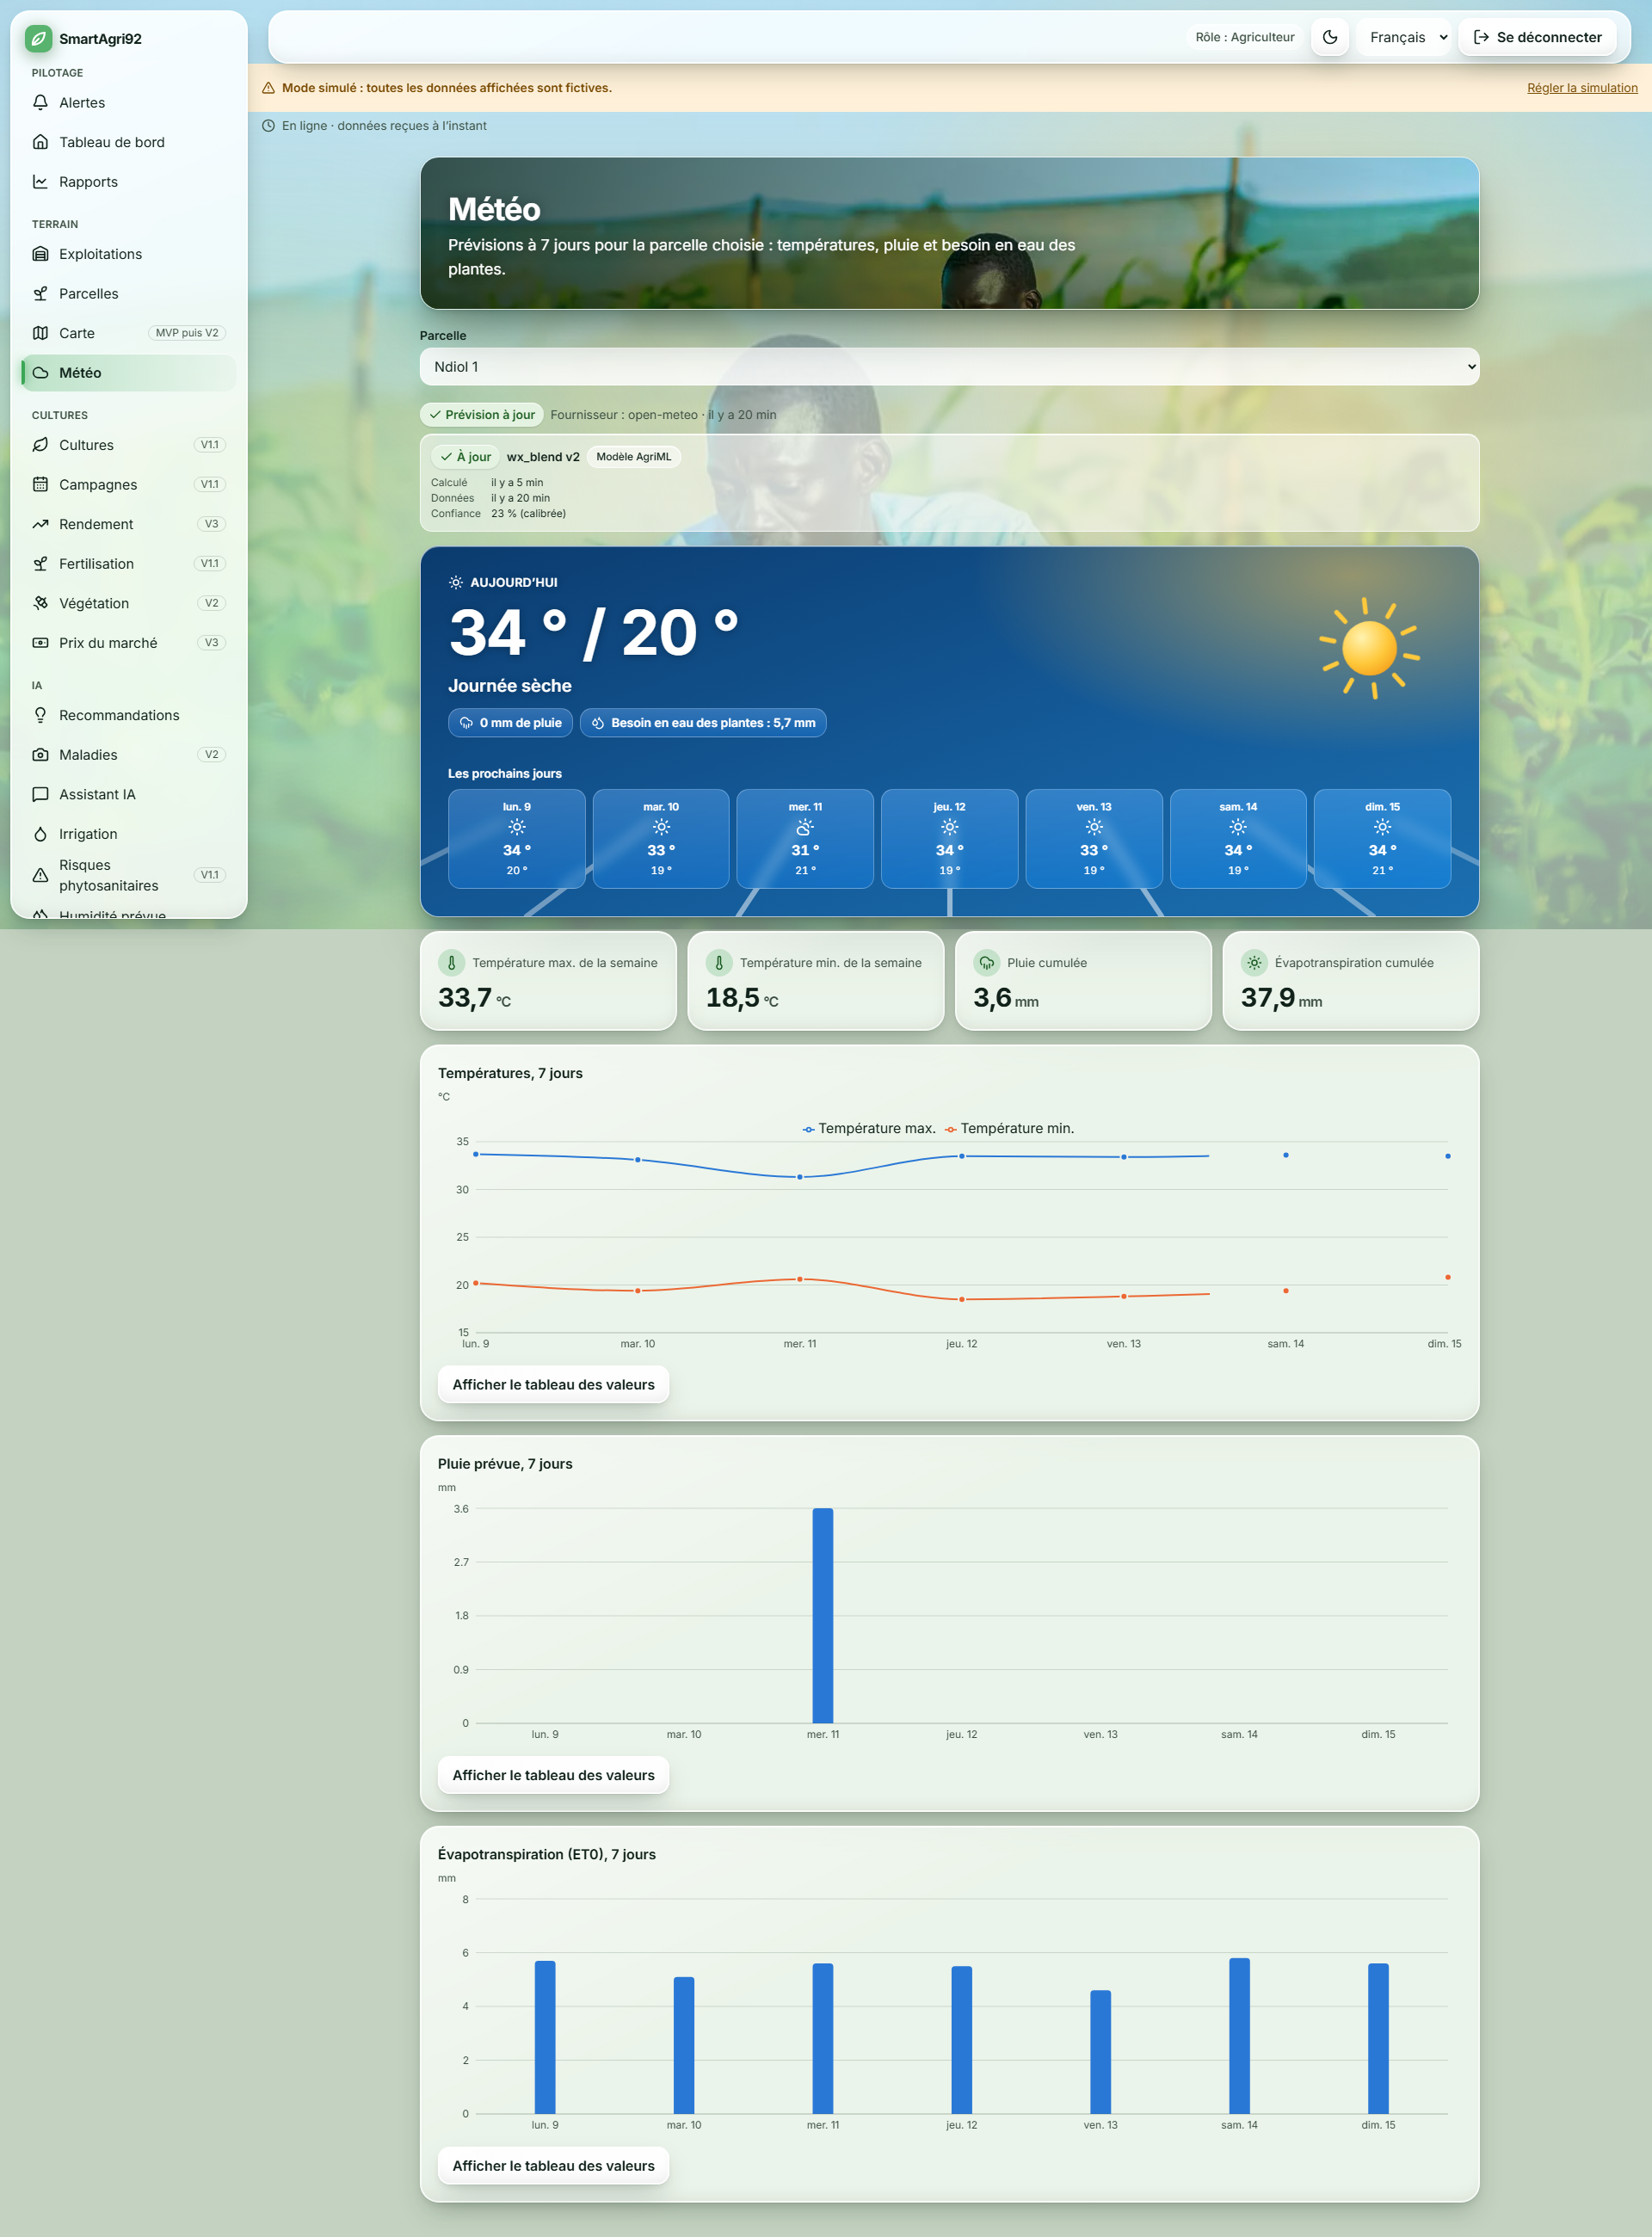 SmartAgri92
PILOTAGE
Alertes
Tableau de bord
Rapports
TERRAIN
Exploitations
Parcelles
Carte MVP puis V2
Météo
CULTURES
Cultures V1.1
Campagnes V1.1
Rendement V3
Fertilisation V1.1
Végétation V2
Prix du marché V3
IA
Recommandations
Maladies V2
Assistant IA
Irrigation
Risques
phytosanitaires V1.1
Humidité prévue
Rôle : Agriculteur Français Se déconnecter
Mode simulé : toutes les données affichées sont fictives. Régler la simulation
En ligne · données reçues à l’instant
Météo
Prévisions à 7 jours pour la parcelle choisie : températures, pluie et besoin en eau des
plantes.
Parcelle
Ndiol 1
Prévision à jour Fournisseur : open-meteo · il y a 20 min
À jour wx_blend v2 Modèle AgriML
Calculé il y a 5 min
Données il y a 20 min
Confiance 23 % (calibrée)
AUJOURD’HUI
34 ° / 20 °
Journée sèche
0 mm de pluie Besoin en eau des plantes : 5,7 mm
Les prochains jours
lun. 9 mar. 10 mer. 11 jeu. 12 ven. 13 sam. 14 dim. 15
34 ° 33 ° 31 ° 34 ° 33 ° 34 ° 34 °
20 ° 19 ° 21 ° 19 ° 19 ° 19 ° 21 °
Température max. de la semaine Température min. de la semaine Pluie cumulée Évapotranspiration cumulée
33,7 °C 18,5 °C 3,6 mm 37,9 mm
Températures, 7 jours
°C
Température max. Température min.
35
30
25
20
15
lun. 9 mar. 10 mer. 11 jeu. 12 ven. 13 sam. 14 dim. 15
Afficher le tableau des valeurs
Pluie prévue, 7 jours
mm
3.6
2.7
1.8
0.9
0
lun. 9 mar. 10 mer. 11 jeu. 12 ven. 13 sam. 14 dim. 15
Afficher le tableau des valeurs
Évapotranspiration (ET0), 7 jours
mm
8
6
4
2
0
lun. 9 mar. 10 mer. 11 jeu. 12 ven. 13 sam. 14 dim. 15
Afficher le tableau des valeurs